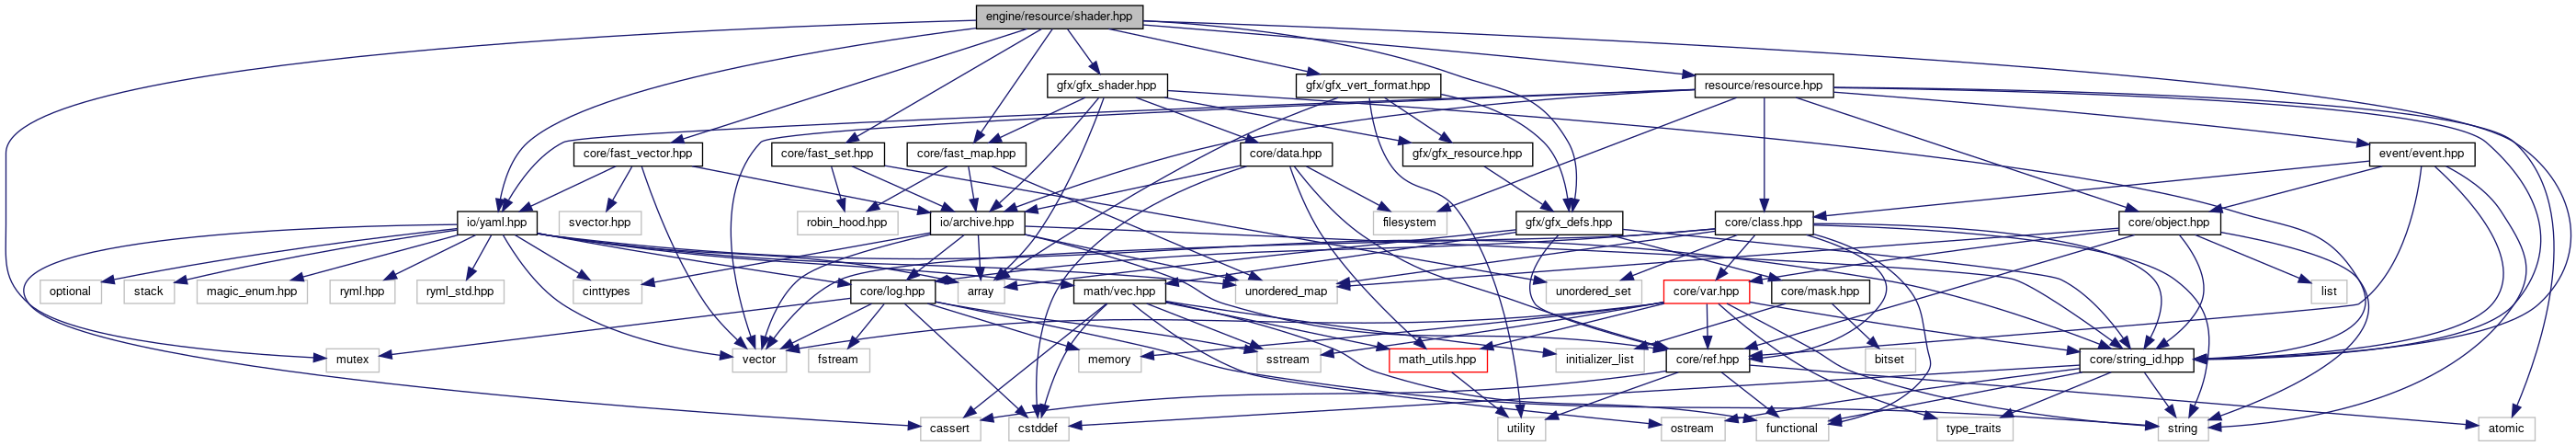 engine/resource/shader.hpp
gfx/gfx_shader.hpp
gfx/gfx_vert_format.hpp
resource/resource.hpp
core/fast_vector.hpp
core/fast_set.hpp
core/fast_map.hpp
core/data.hpp
gfx/gfx_resource.hpp
event/event.hpp
io/yaml.hpp
svector.hpp
robin_hood.hpp
io/archive.hpp
filesystem
gfx/gfx_defs.hpp
core/class.hpp
core/object.hpp
optional
stack
magic_enum.hpp
ryml.hpp
ryml_std.hpp
cinttypes
core/log.hpp
array
math/vec.hpp
unordered_map
unordered_set
core/var.hpp
core/mask.hpp
list
mutex
vector
fstream
memory
sstream
math_utils.hpp
initializer_list
core/ref.hpp
bitset
core/string_id.hpp
cassert
cstddef
utility
ostream
functional
type_traits
string
atomic